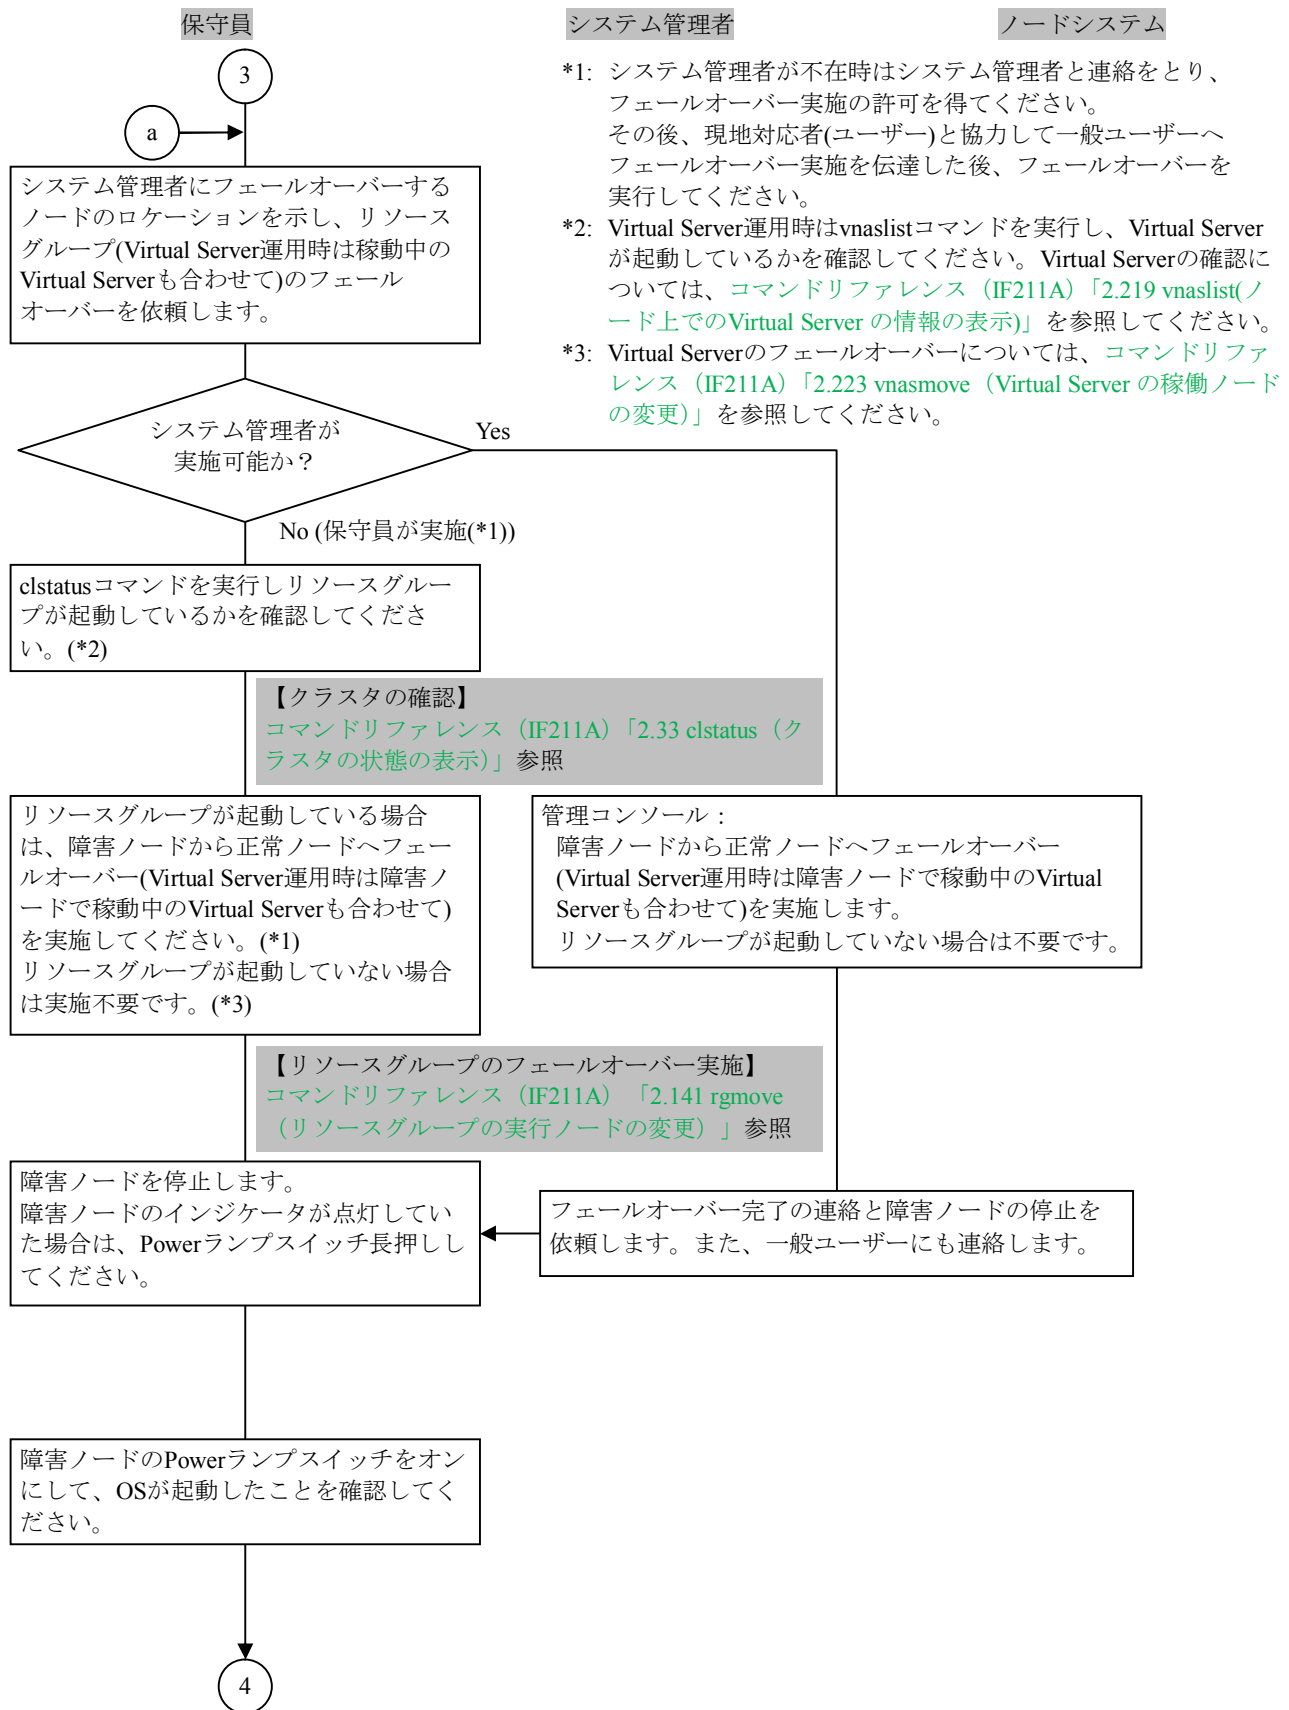 保守員
システム管理者
ノードシステム
3
a
*1: システム管理者が不在時はシステム管理者と連絡をとり、
フェールオーバー実施の許可を得てください。
その後、現地対応者(ユーザー)と協力して一般ユーザーへ
フェールオーバー実施を伝達した後、フェールオーバーを
実行してください。
*2: Virtual Server運用時はvnaslistコマンドを実行し、Virtual Server
が起動しているかを確認してください。Virtual Serverの確認に
ついては、コマンドリファレンス（IF211A）「2.219 vnaslist(ノ
ード上でのVirtual Server の情報の表示)」を参照してください。
*3: Virtual Serverのフェールオーバーについては、コマンドリファ
レンス（IF211A）「2.223 vnasmove（Virtual Server の稼働ノード
の変更）」を参照してください。
システム管理者にフェールオーバーする
ノードのロケーションを示し、リソース
グループ(Virtual Server運用時は稼動中の
Virtual Serverも合わせて)のフェール
オーバーを依頼します。
システム管理者が
実施可能か？
Yes
No (保守員が実施(*1))
clstatusコマンドを実行しリソースグルー
プが起動しているかを確認してくださ
い。(*2)
【クラスタの確認】
コマンドリファレンス（IF211A）「2.33 clstatus（ク
ラスタの状態の表示）」参照
リソースグループが起動している場合
は、障害ノードから正常ノードへフェー
ルオーバー(Virtual Server運用時は障害ノ
ードで稼動中のVirtual Serverも合わせて)
を実施してください。(*1)
リソースグループが起動していない場合
は実施不要です。(*3)
管理コンソール：
障害ノードから正常ノードへフェールオーバー
(Virtual Server運用時は障害ノードで稼動中のVirtual
Serverも合わせて)を実施します。
リソースグループが起動していない場合は不要です。
【リソースグループのフェールオーバー実施】
コマンドリファレンス（IF211A）「2.141 rgmove
（リソースグループの実行ノードの変更）」参照
障害ノードを停止します。
障害ノードのインジケータが点灯してい
た場合は、Powerランプスイッチ長押しし
てください。
フェールオーバー完了の連絡と障害ノードの停止を
依頼します。また、一般ユーザーにも連絡します。
障害ノードのPowerランプスイッチをオン
にして、OSが起動したことを確認してく
ださい。
4